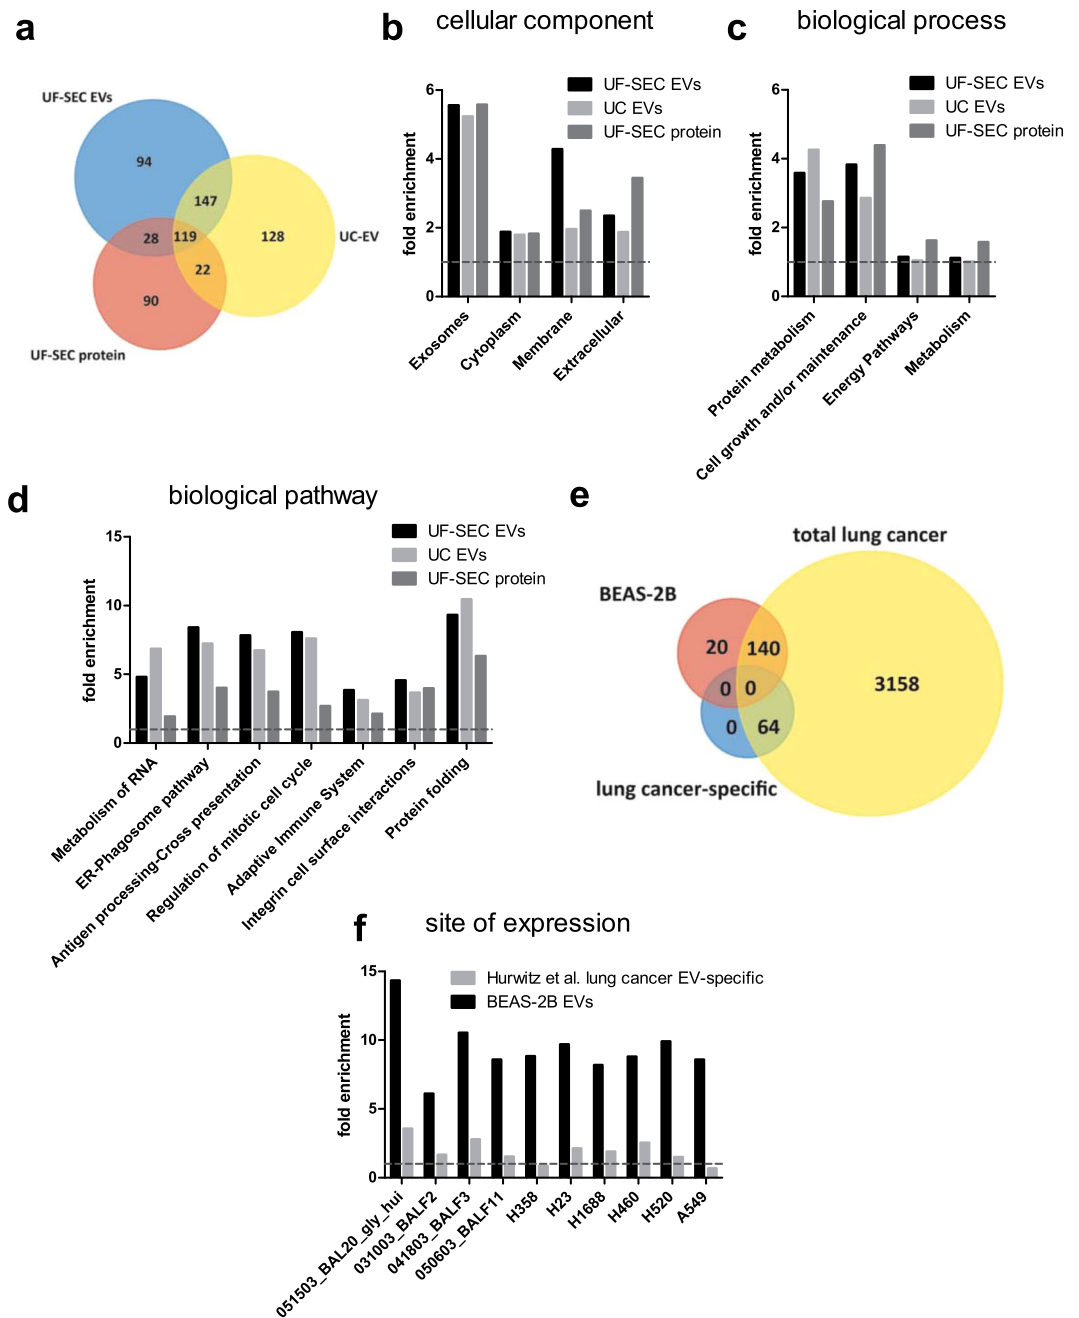 a
UF-SEC EVs
94
147
28
119
128
UC-EV
22
90
UF-SEC protein
b
cellular component
UF-SEC EVs
UC EVs
UF-SEC protein
fold enrichment
6
4
2
0
Exosomes
Cytoplasm
Membrane
Extracellular
c
biological process
UF-SEC EVs
UC EVs
UF-SEC protein
fold enrichment
6
4
2
0
Protein metabolism
Cell growth and/or maintenance
Energy Pathways
Metabolism
d
biological pathway
UF-SEC EVs
UC EVs
UF-SEC protein
fold enrichment
15
10
5
0
Metabolism of RNA
ER-Phagosome pathway
Antigen processing-Cross presentation
Regulation of mitotic cell cycle
Adaptive Immune System
Integrin cell surface interactions
Protein folding
e
total lung cancer
BEAS-2B
20
140
3158
0
0
0
64
lung cancer-specific
f
site of expression
Hurwitz et al. lung cancer EV-specific
BEAS-2B EVs
fold enrichment
15
10
5
0
051503_BAL20_gly_hui
031003_BALF2
041803_BALF3
050603_BALF11
H358
H23
H1688
H460
H520
A549